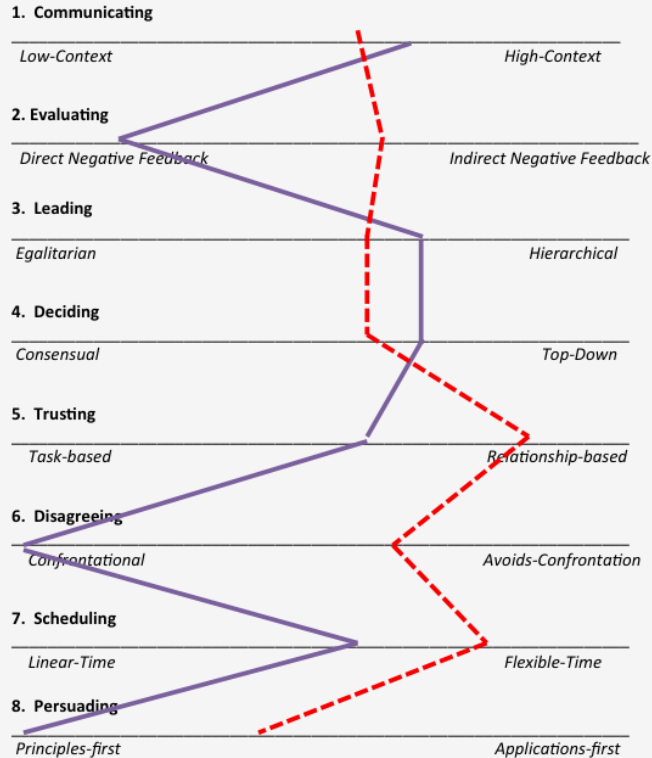 1. Communicating
Low-Context High-Context
2. Evaluating
Direct Negative Feedback Indirect Negative Feedback
3. Leading
Egalitarian Hierarchical
4. Deciding
Consensual Top-Down
5. Trusting
Task-based Relationship-based
6. Disagreeing
Confrontational Avoids-Confrontation
7. Scheduling
Linear-Time Flexible-Time
8. Persuading
Principles-first Applications-first